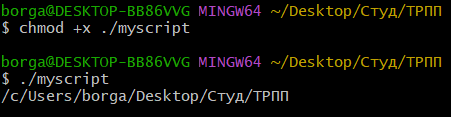 borga@DESKTOP-BB86VVG MINGW64 ~/Desktop/Студ/ТРПП
$ chmod +x ./myscript
borga@DESKTOP-BB86VVG MINGW64 ~/Desktop/Студ/ТРПП
$ ./myscript
/c/Users/borga/Desktop/Студ/ТРПП